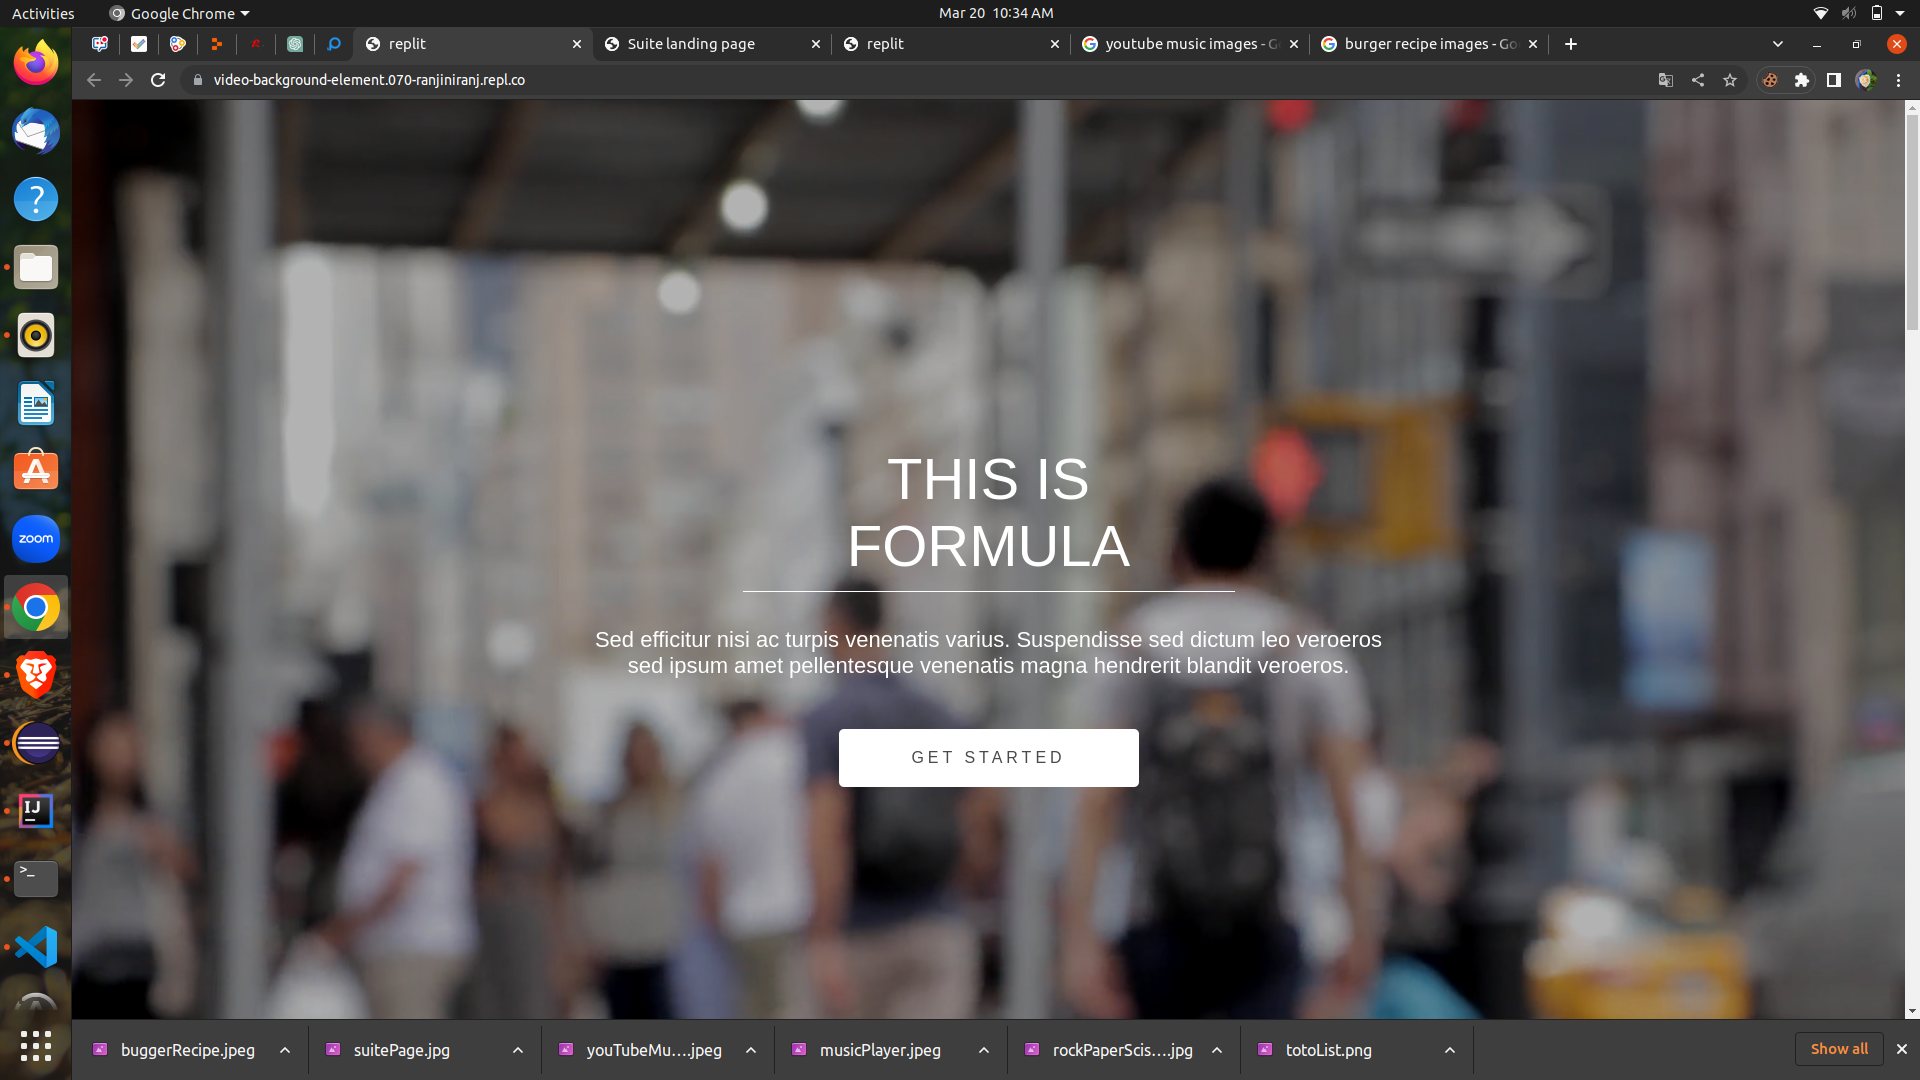 Activities
Google Chrome
Mar 20 10:34 AM
replit
Suite landing page
replit
youtube music images - G
burger recipe images - Go
video-background-element.070-ranjiniranj.repl.co
zoom
IJ
>_
THIS IS
FORMULA
Sed efficitur nisi ac turpis venenatis varius. Suspendisse sed dictum leo veroeros
sed ipsum amet pellentesque venenatis magna hendrerit blandit veroeros.
GET STARTED
buggerRecipe.jpeg
suitePage.jpg
youTubeMu....jpeg
musicPlayer.jpeg
rockPaperScis....jpg
totoList.png
Show all